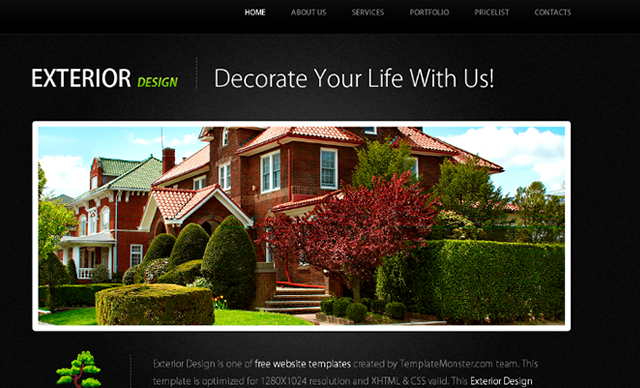 HOME ABOUT US SERVICES PORTFOLIO PRICELIST CONTACTS
EXTERIOR DESIGN Decorate Your Life With Us!
Exterior Design is one of free website templates created by TemplateMonster.com team. This
template is optimized for 1280X1024 resolution and XHTML & CSS valid. This Exterior Design